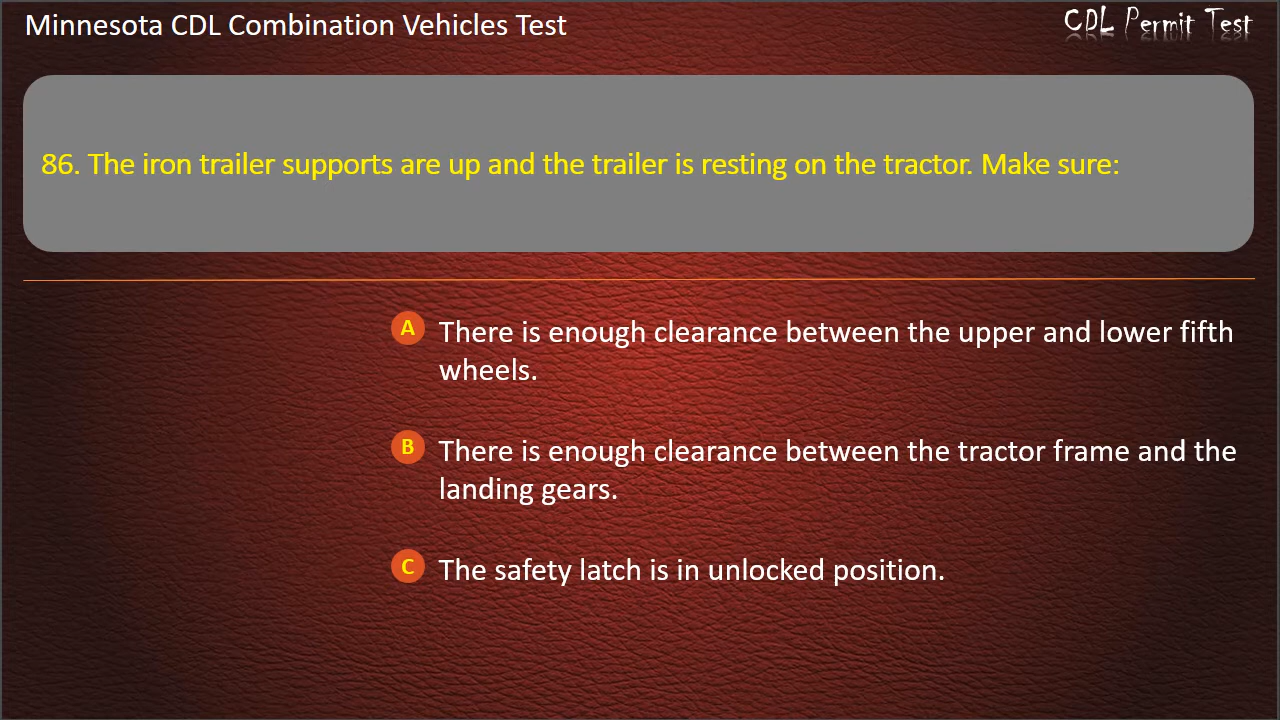 Minnesota CDL Combination Vehicles Test
CDL Permit Test
86. The iron trailer supports are up and the trailer is resting on the tractor. Make sure:
A There is enough clearance between the upper and lower fifth
wheels.
B There is enough clearance between the tractor frame and the
landing gears.
C The safety latch is in unlocked position.